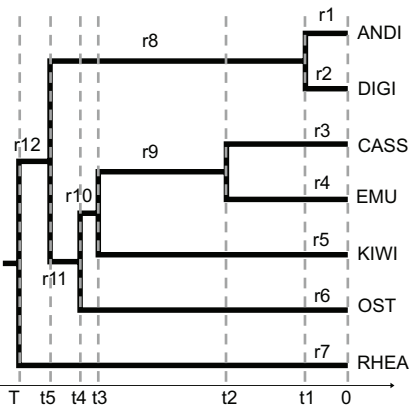 r1
ANDI
r8
r2
DIGI
r3
CASS
r12
r9
r4
r10
EMU
r5
KIWI
r11
r6
OST
r7
RHEA
T t5 t4 t3 t2 t1 0